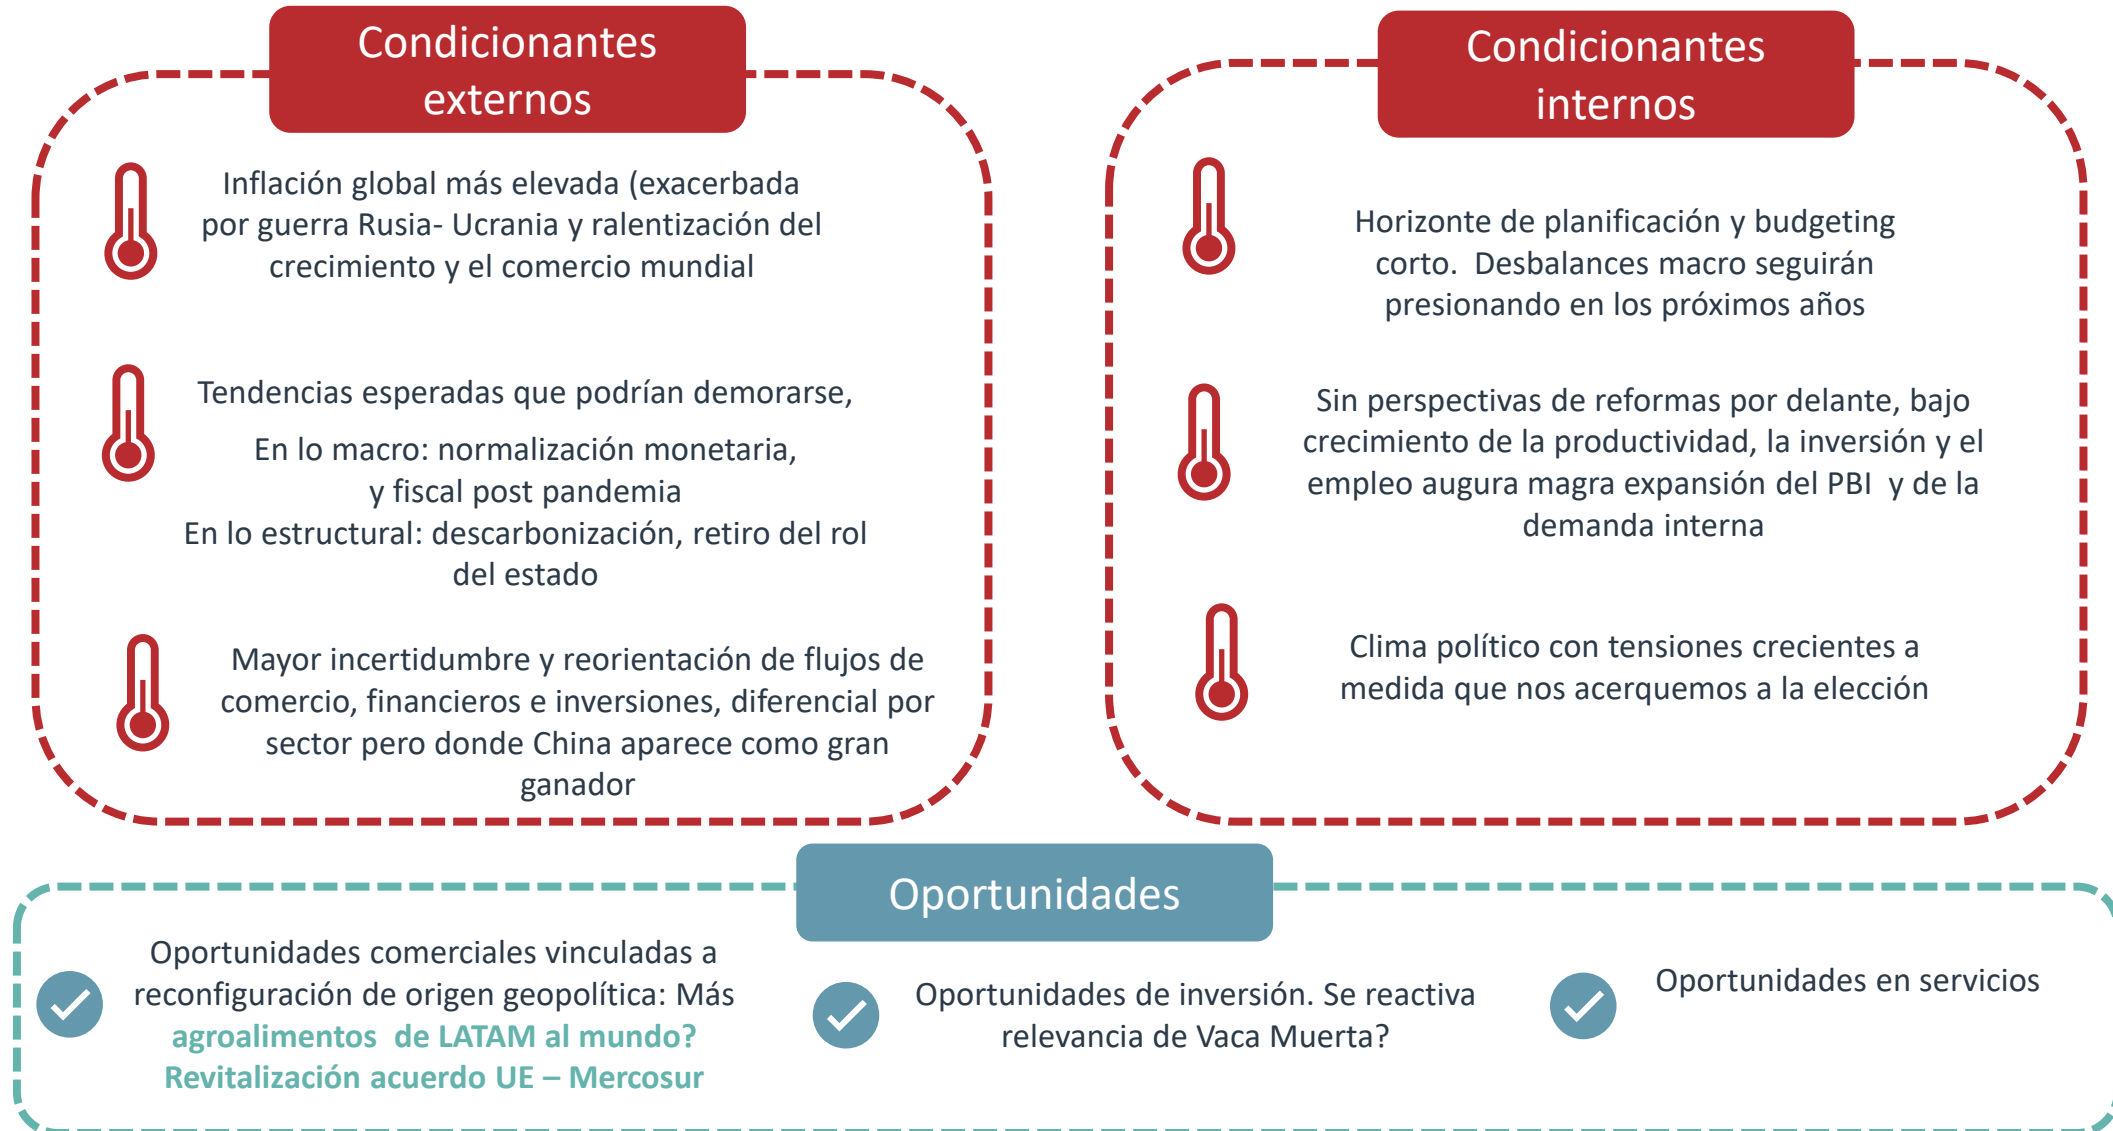 Condicionantes
externos
Inflación global más elevada (exacerbada
por guerra Rusia- Ucrania y ralentización del
crecimiento y el comercio mundial
Tendencias esperadas que podrían demorarse,
En lo macro: normalización monetaria,
y fiscal post pandemia
En lo estructural: descarbonización, retiro del rol
del estado
Mayor incertidumbre y reorientación de flujos de
comercio, financieros e inversiones, diferencial por
sector pero donde China aparece como gran
ganador
Condicionantes
internos
Horizonte de planificación y budgeting
corto.  Desbalances macro seguirán
presionando en los próximos años
Sin perspectivas de reformas por delante, bajo
crecimiento de la productividad, la inversión y el
empleo augura magra expansión del PBI  y de la
demanda interna
Clima político con tensiones crecientes a
medida que nos acerquemos a la elección
Oportunidades
Oportunidades comerciales vinculadas a
reconfiguración de origen geopolítica: Más
agroalimentos  de LATAM al mundo?
Revitalización acuerdo UE – Mercosur
Oportunidades de inversión. Se reactiva
relevancia de Vaca Muerta?
Oportunidades en servicios